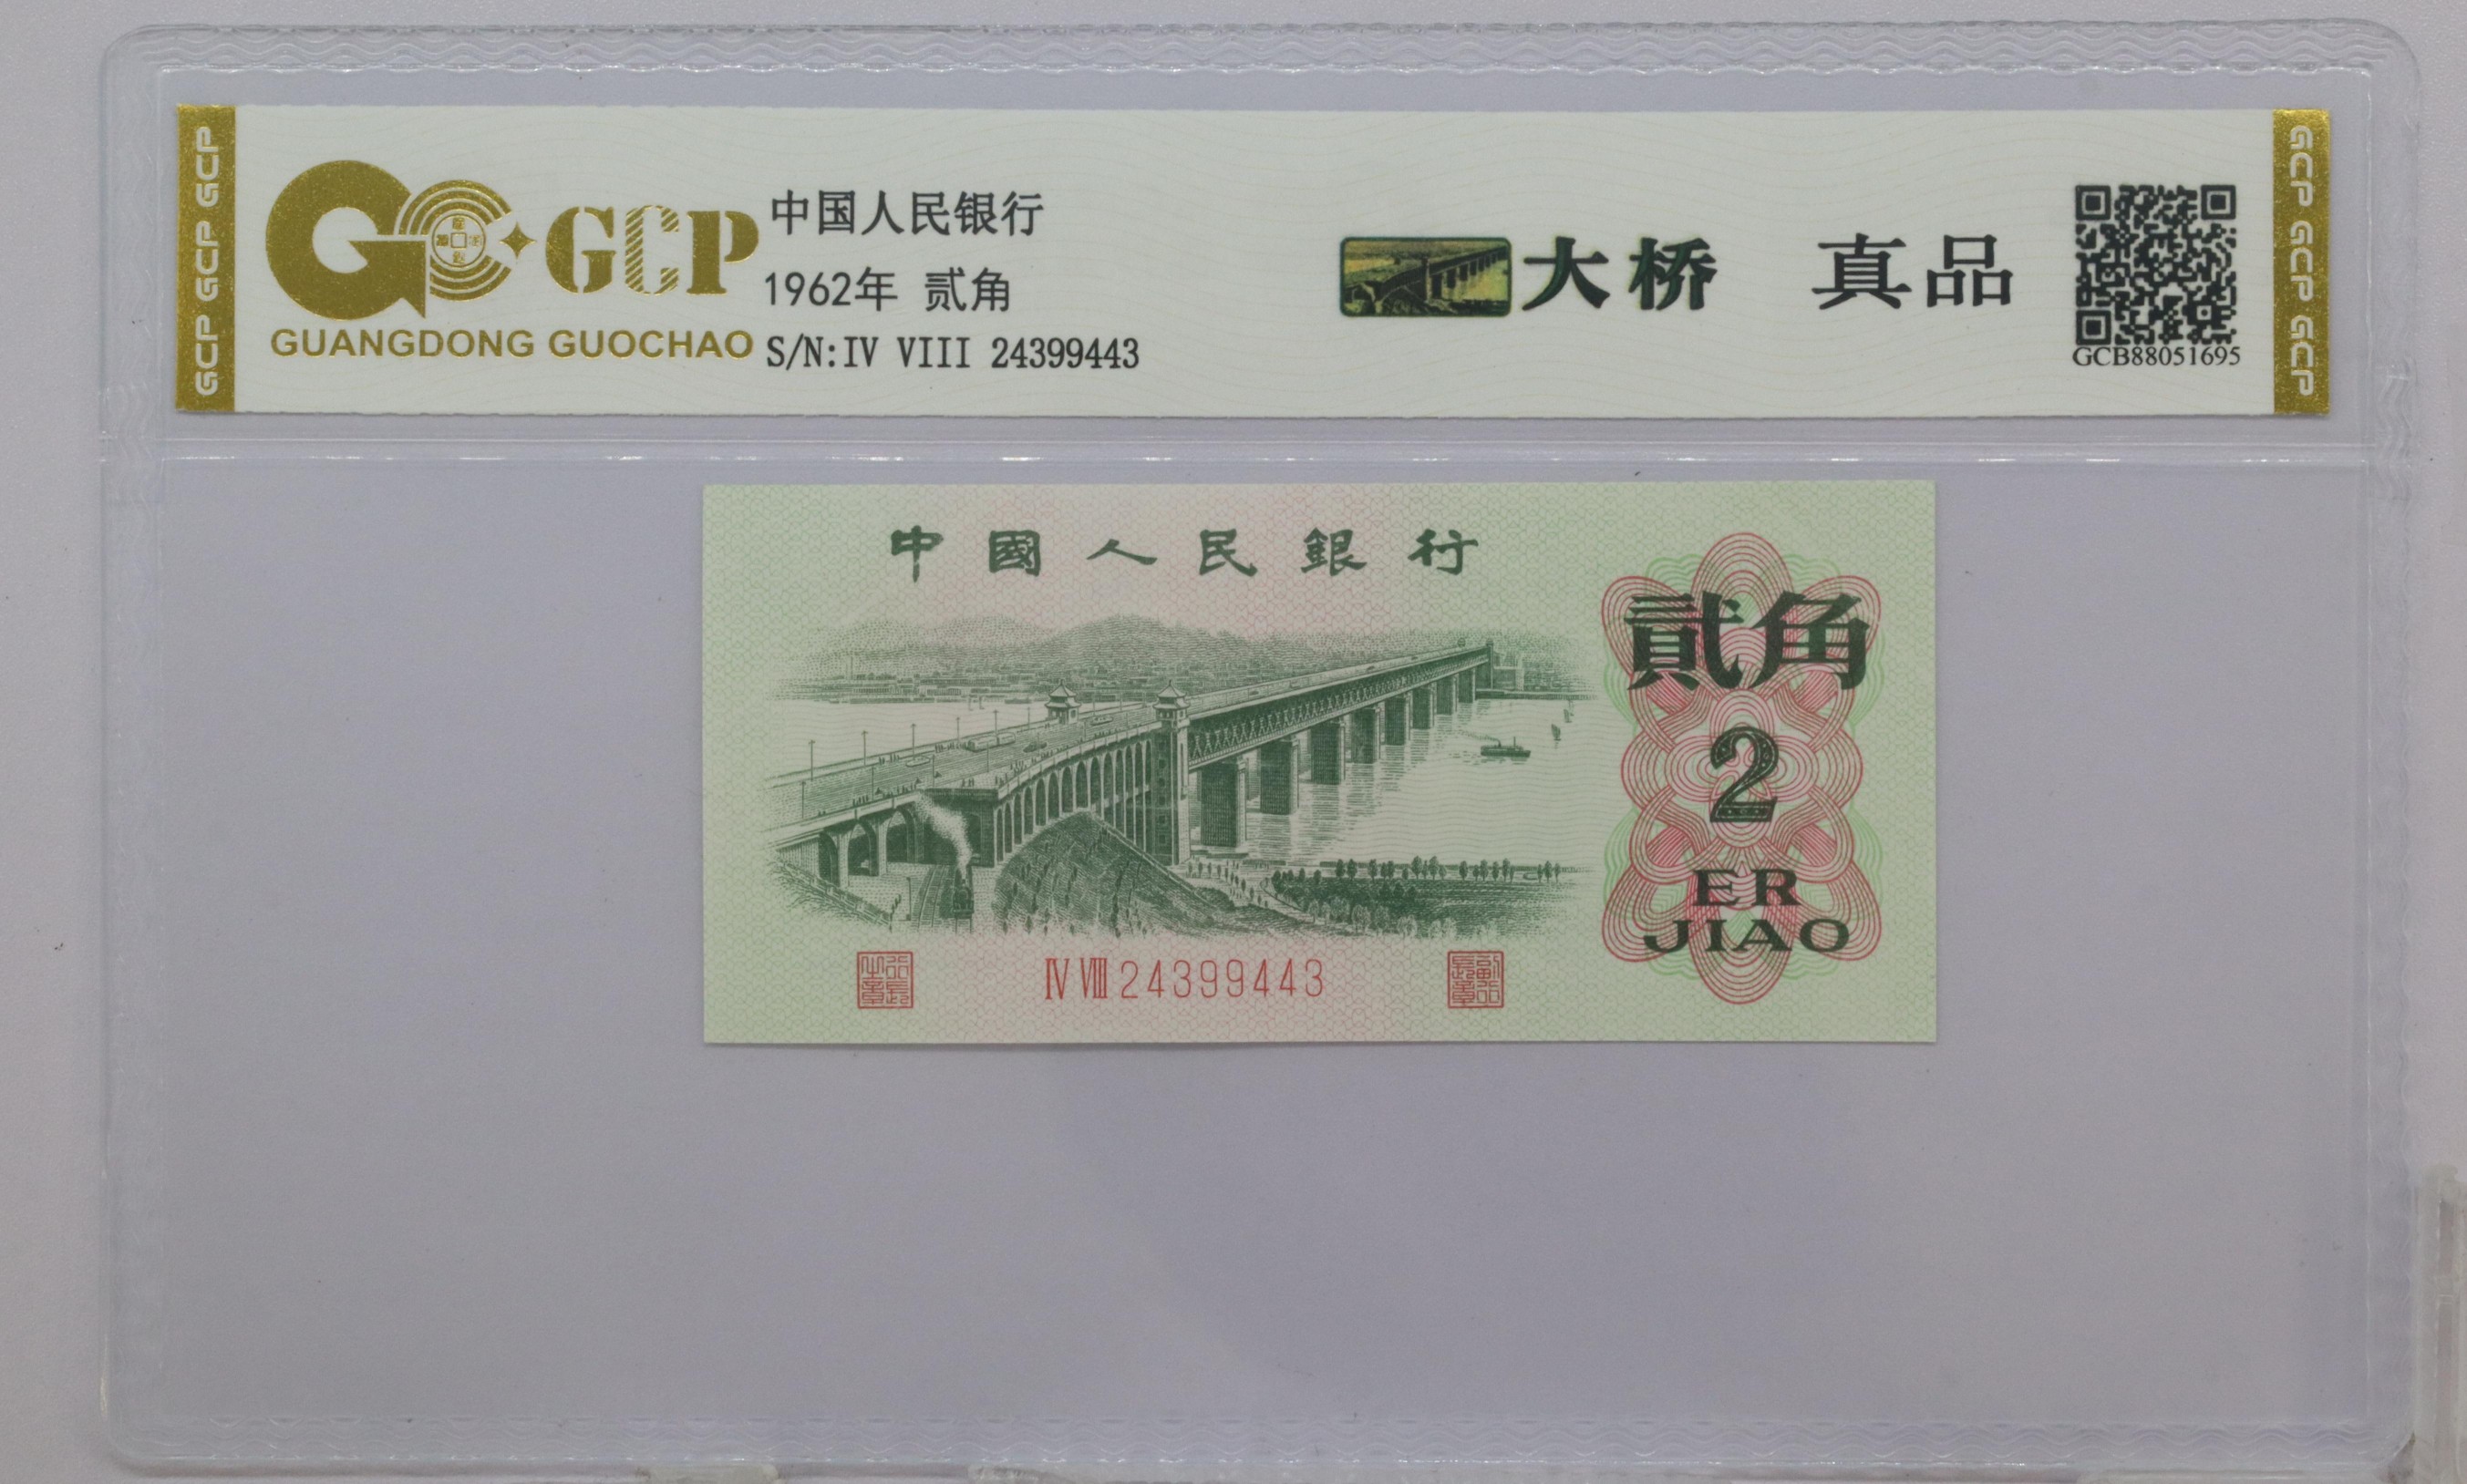 GCP GCP GCP
GCP
GUANGDONG GUOCHAO
中国人民银行
1962年 贰角
S/N:IV VIII 24399443
大桥 真品
GCB88051695
GCP GCP GCP
中國人民銀行
貳角
2
ER
JIAO
IV VIII 24399443